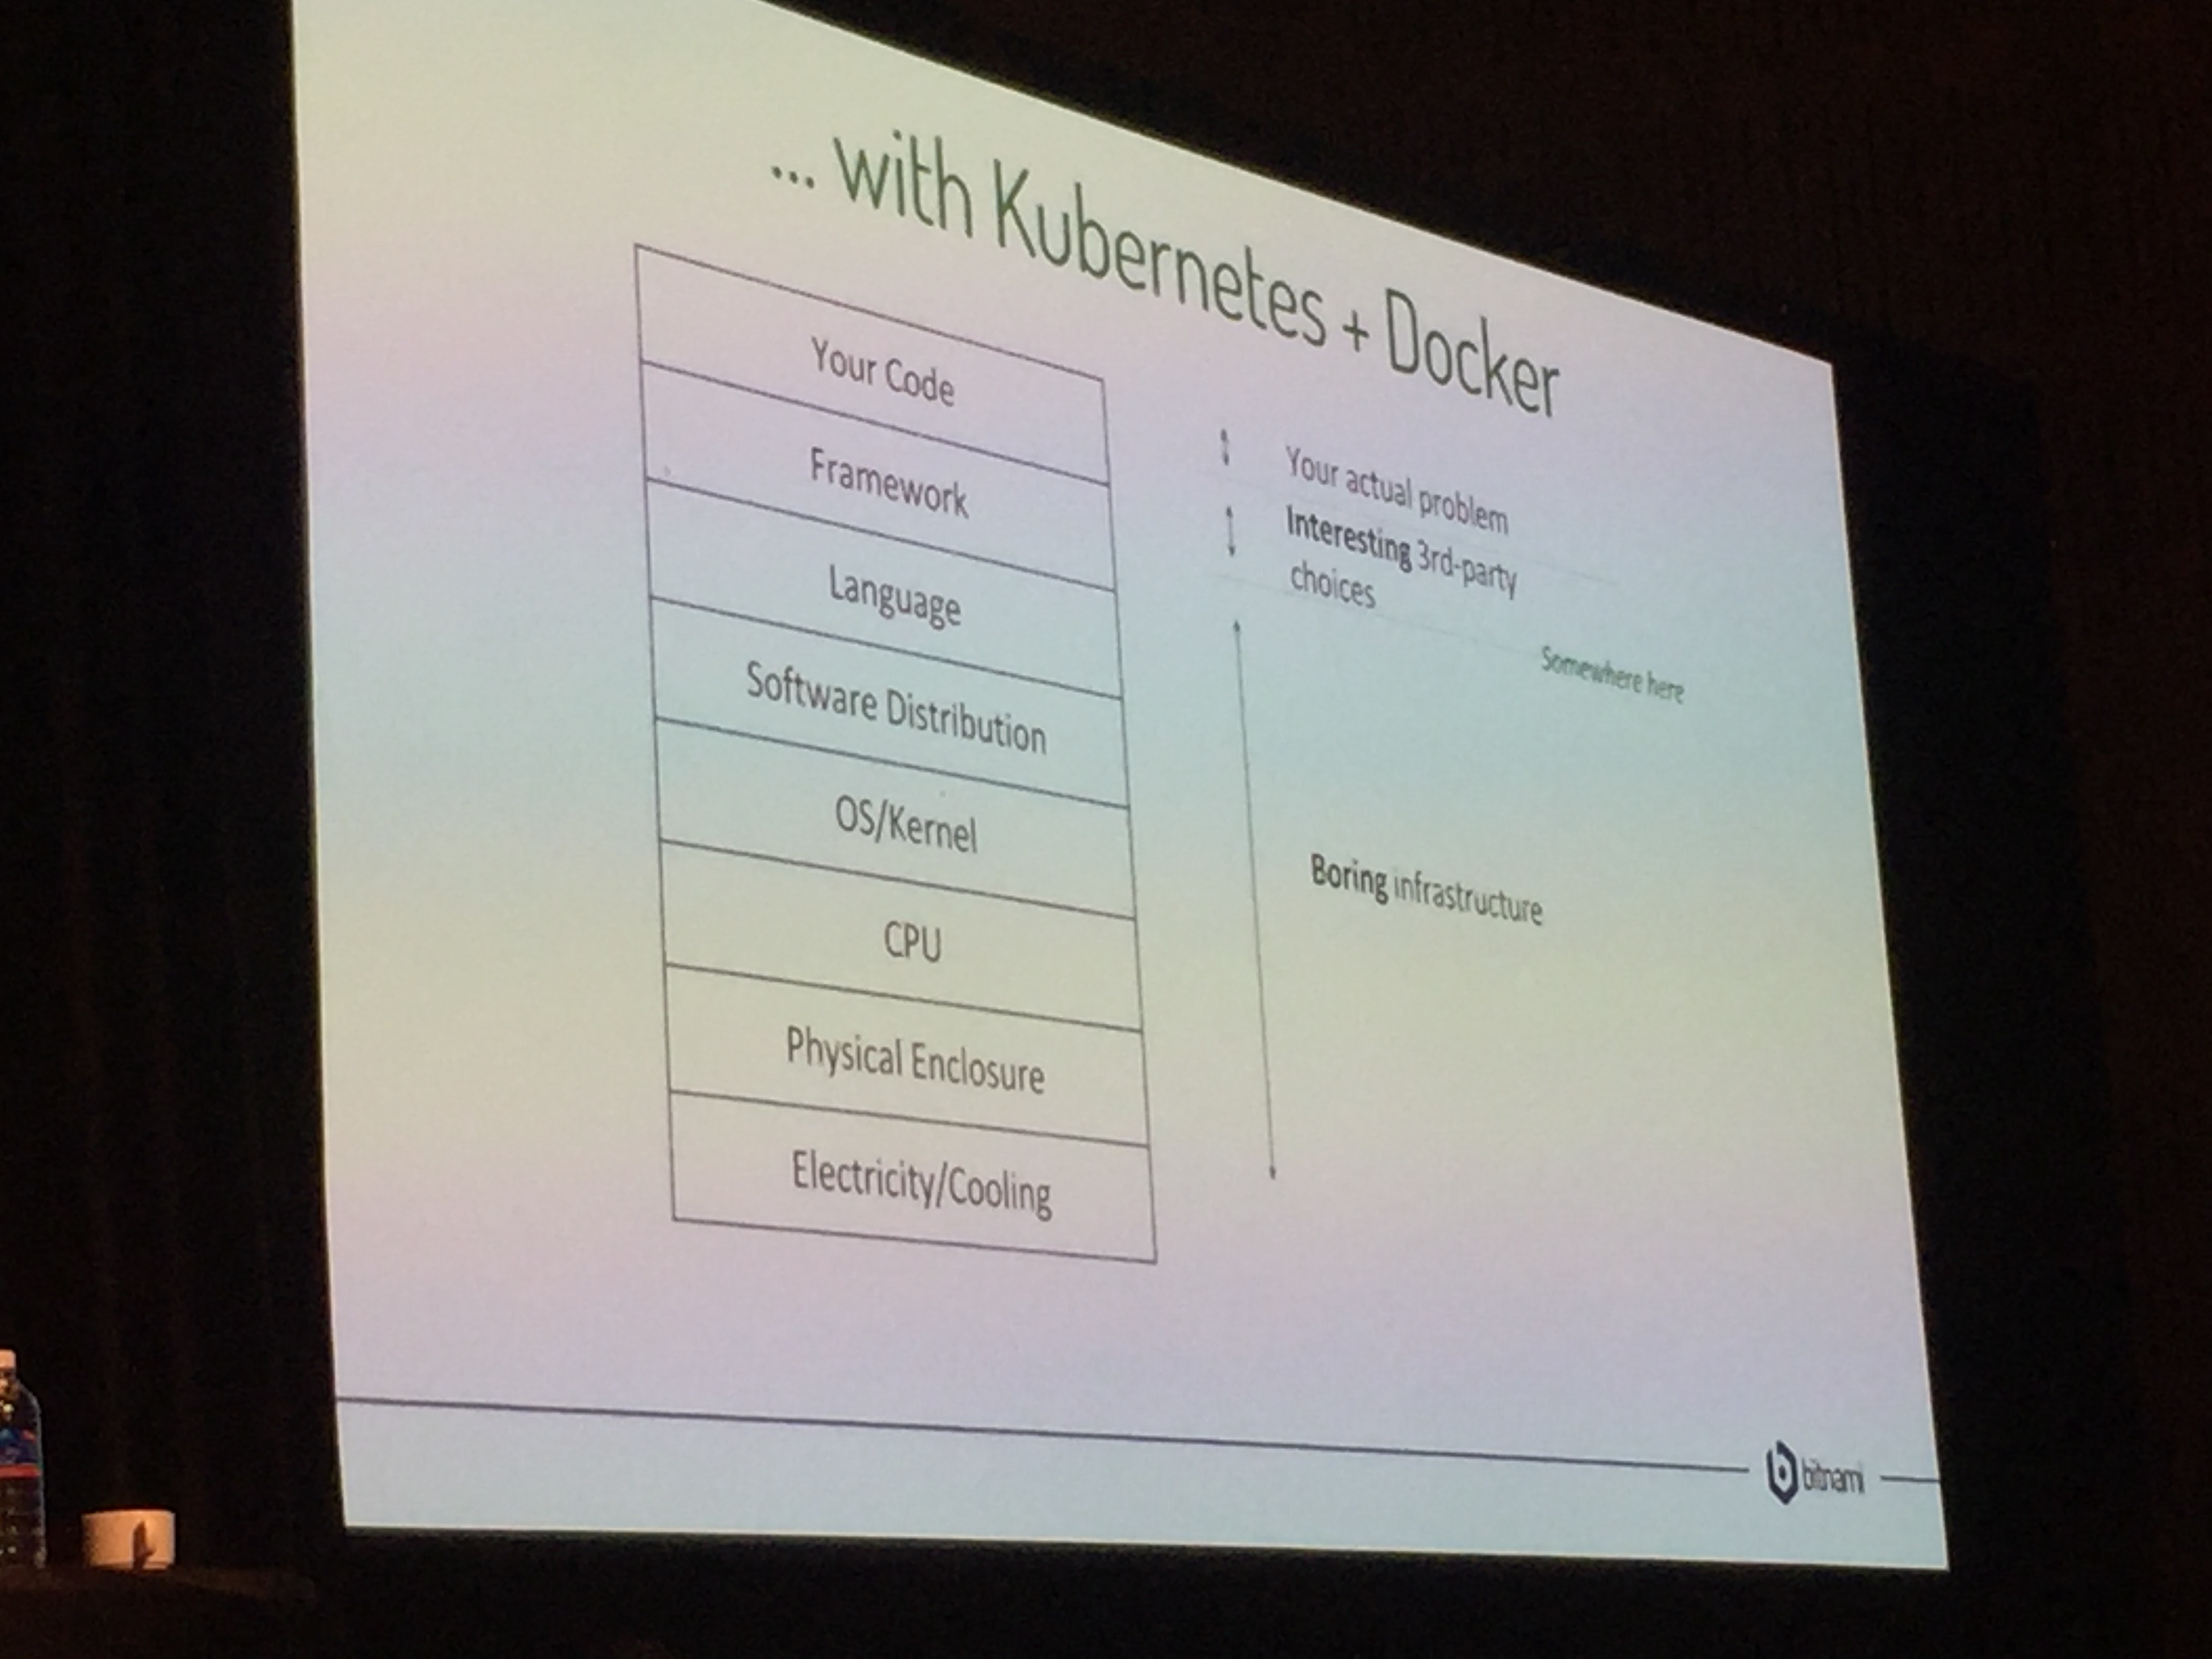 ... with Kubernetes + Docker
Your Code
Framework
Language
Software Distribution
OS/Kernel
CPU
Physical Enclosure
Electricity/Cooling
Your actual problem
Interesting 3rd-party
choices
Somewhere here
Boring infrastructure
bitnami